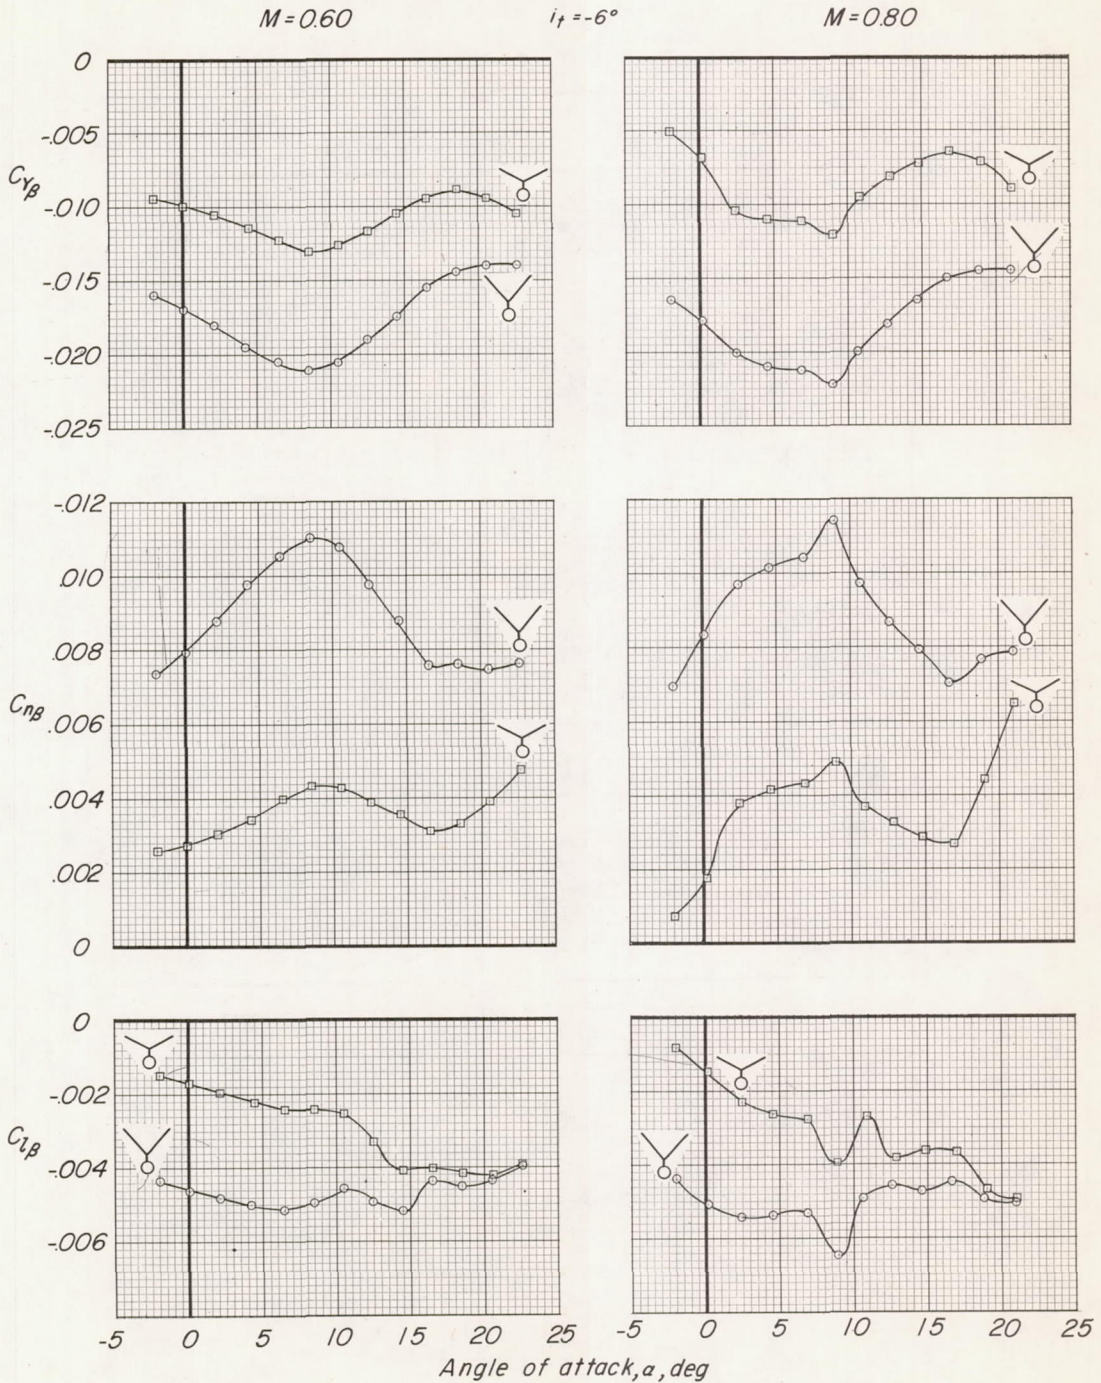 M=0.60 i_t=-6° M=0.80
0
-.005
C_Yβ
-.010
-.015
-.020
-.025
-.012
.010
.008
C_nβ
.006
.004
.002
0
0
-.002
C_lβ
-.004
-.006
-5 0 5 10 15 20 25 -5 0 5 10 15 20 25
Angle of attack, α, deg